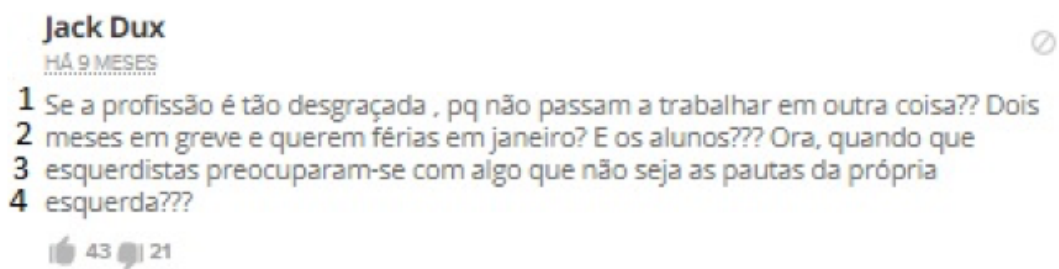 Jack Dux
HÁ 9 MESES
1 Se a profissão é tão desgraçada , pq não passam a trabalhar em outra coisa?? Dois
2 meses em greve e querem férias em janeiro? E os alunos??? Ora, quando que
3 esquerdistas preocuparam-se com algo que não seja as pautas da própria
4 esquerda???
43 21